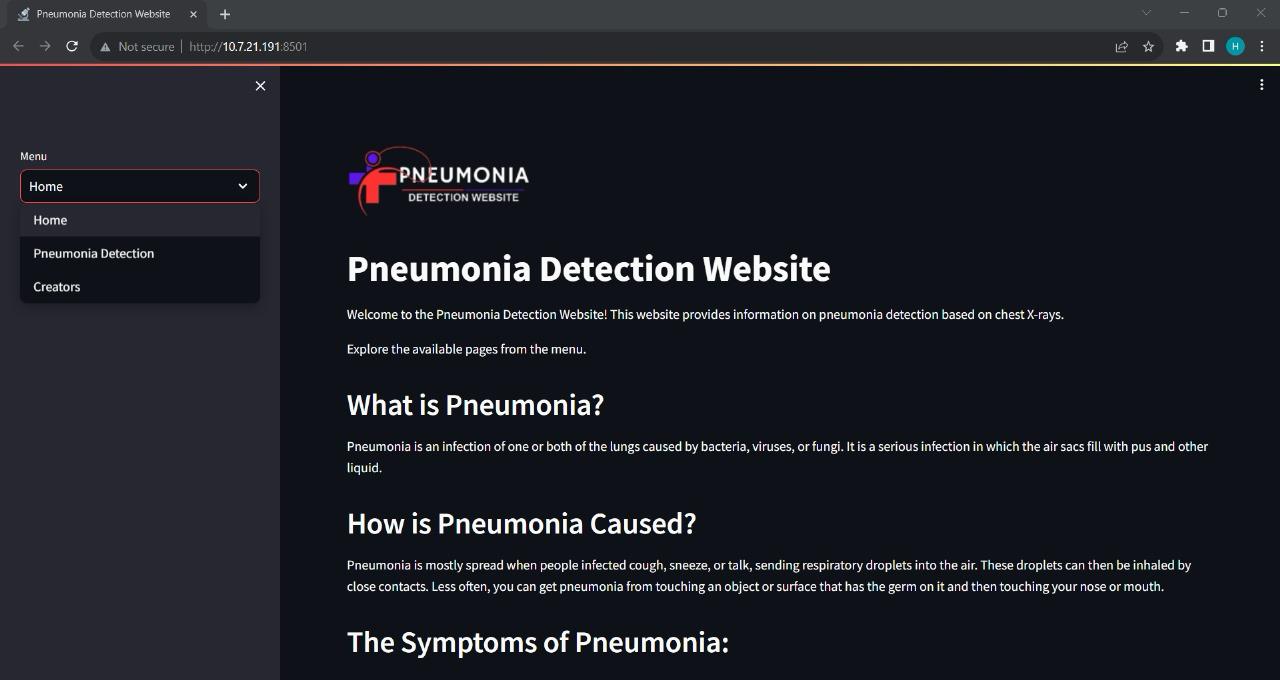 Pneumonia Detection Website
Not secure | http://10.7.21.191:8501
H
Menu
Home
Home
Pneumonia Detection
Creators
PNEUMONIA
DETECTION WEBSITE
Pneumonia Detection Website
Welcome to the Pneumonia Detection Website! This website provides information on pneumonia detection based on chest X-rays.
Explore the available pages from the menu.
What is Pneumonia?
Pneumonia is an infection of one or both of the lungs caused by bacteria, viruses, or fungi. It is a serious infection in which the air sacs fill with pus and other
liquid.
How is Pneumonia Caused?
Pneumonia is mostly spread when people infected cough, sneeze, or talk, sending respiratory droplets into the air. These droplets can then be inhaled by
close contacts. Less often, you can get pneumonia from touching an object or surface that has the germ on it and then touching your nose or mouth.
The Symptoms of Pneumonia: